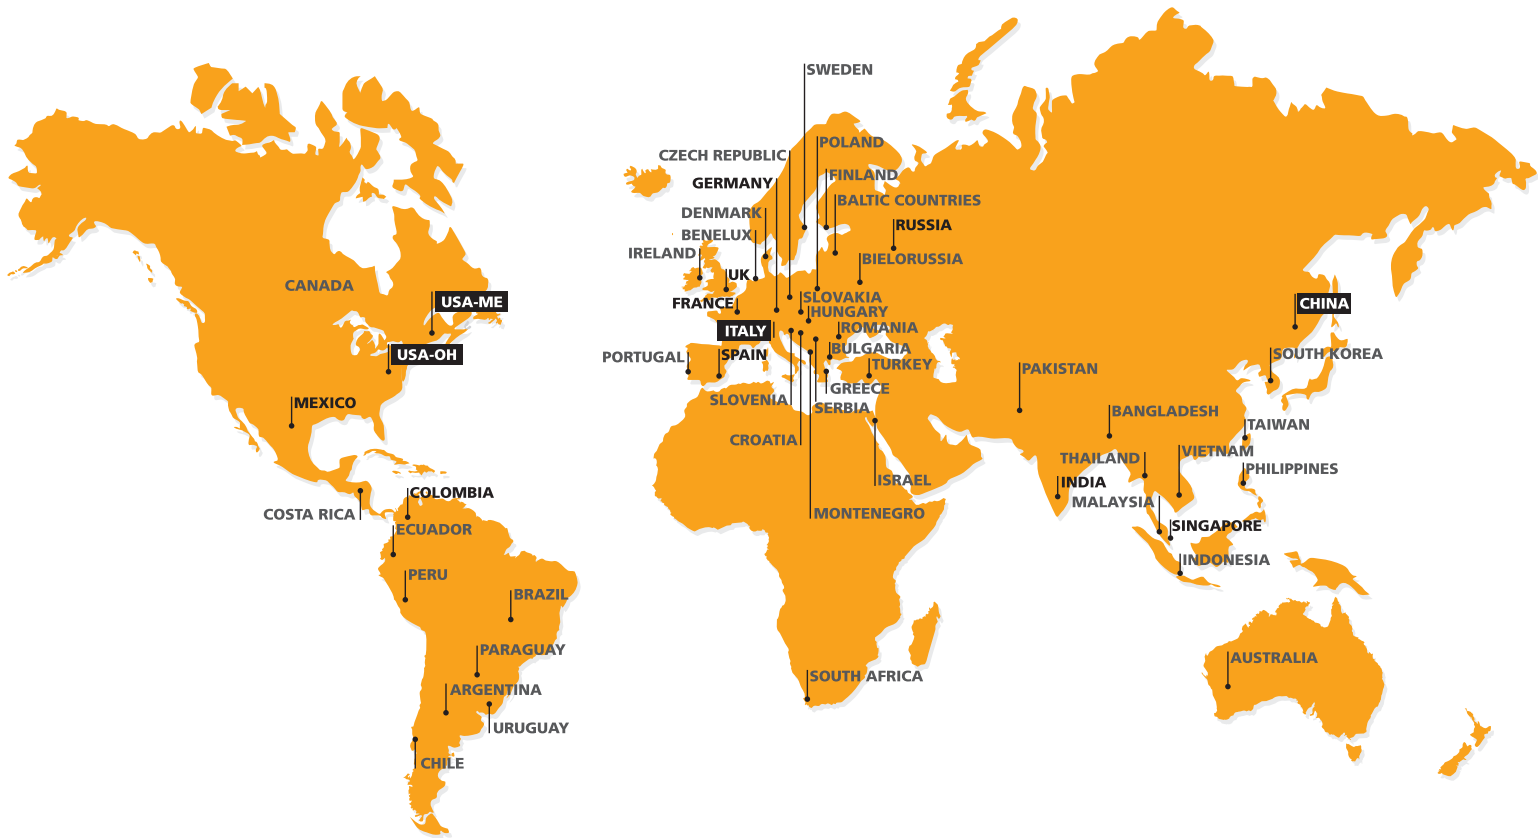 SWEDEN
POLAND
CZECH REPUBLIC
FINLAND
GERMANY
BALTIC COUNTRIES
DENMARK
RUSSIA
BENELUX
IRELAND
BIELORUSSIA
UK
CANADA
SLOVAKIA
USA-ME
FRANCE
CHINA
HUNGARY
ITALY
ROMANIA
BULGARIA
USA-OH
PORTUGAL
SPAIN
SOUTH KOREA
TURKEY
PAKISTAN
GREECE
SLOVENIA
MEXICO
SERBIA
BANGLADESH
TAIWAN
CROATIA
VIETNAM
THAILAND
PHILIPPINES
ISRAEL
INDIA
COLOMBIA
MALAYSIA
COSTA RICA
MONTENEGRO
SINGAPORE
ECUADOR
INDONESIA
PERU
BRAZIL
PARAGUAY
AUSTRALIA
SOUTH AFRICA
ARGENTINA
URUGUAY
CHILE